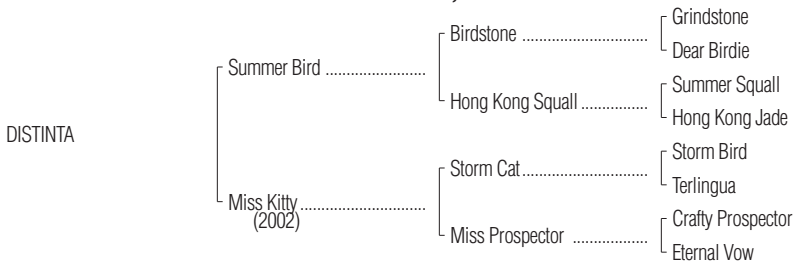 Grindstone
Birdstone ........................
Dear Birdie
Summer Bird ........................
Summer Squall
Hong Kong Squall .................
Hong Kong Jade
DISTINTA
Storm Bird
Storm Cat.........................
Terlingua
Miss Kitty..............................
(2002)
Crafty Prospector
Miss Prospector ...................
Eternal Vow